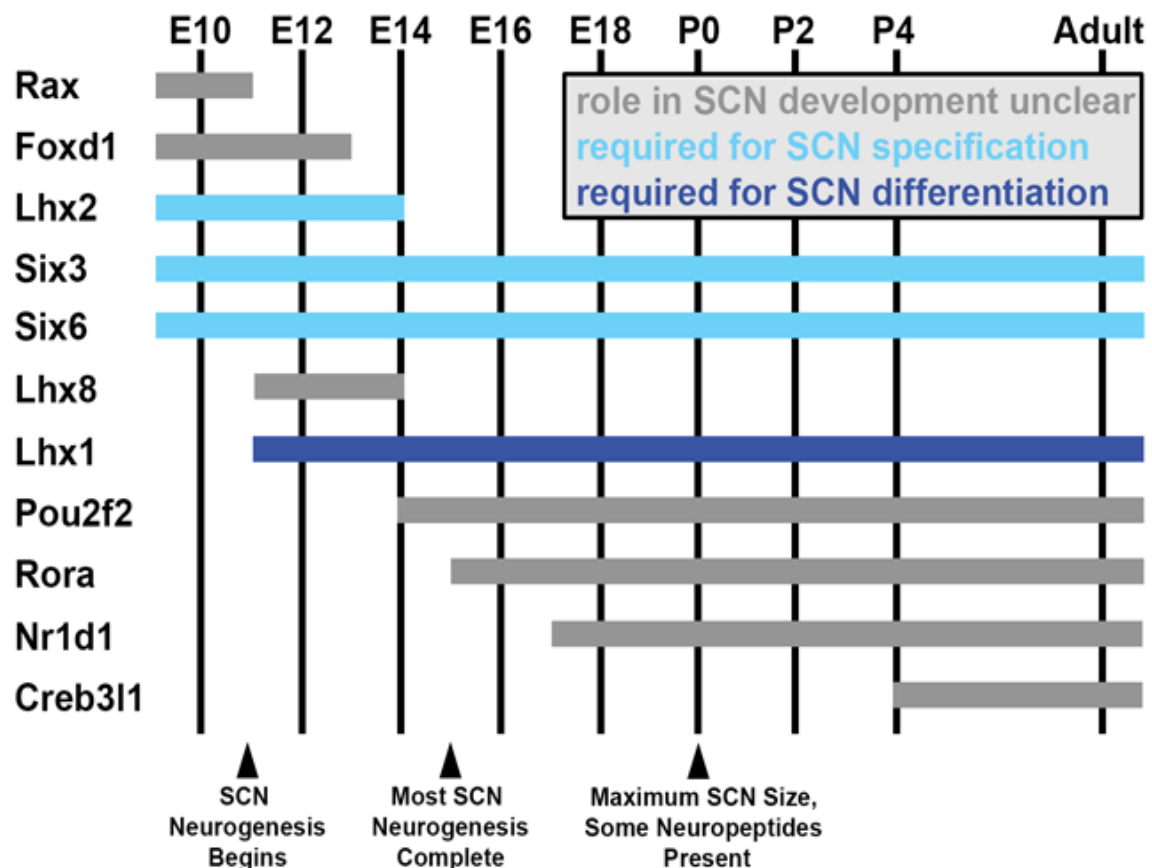 E10 E12 E14 E16 E18 P0 P2 P4 Adult
Rax
role in SCN development unclear
Foxd1
required for SCN specification
Lhx2
required for SCN differentiation
Six3
Six6
Lhx8
Lhx1
Pou2f2
Rora
Nr1d1
Creb3l1
SCN
Neurogenesis
Begins
Most SCN
Neurogenesis
Complete
Maximum SCN Size,
Some Neuropeptides
Present